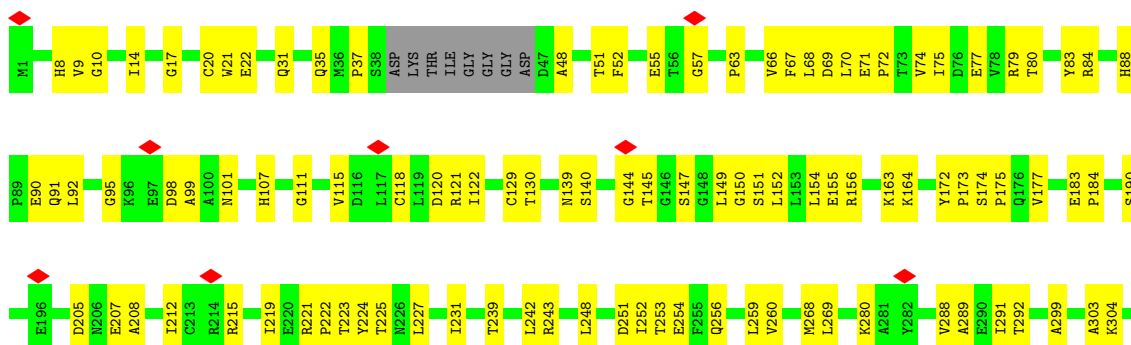 M1 H8 V9 G10 I14 G17 C20 W21 E22 Q31 Q35 M36 P37 S38 ASP LYS THR ILE GLY GLY GLY ASP D47 A48 T51 F52 E55 T56 G57 P63 V66 F67 L68 D69 L70 E71 P72 T73 V74 I75 D76 E77 V78 R79 T80 Y83 R84 H88
P89 E90 Q91 L92 G95 K96 E97 D98 A99 A100 N101 H107 G111 V115 D116 L117 C118 L119 D120 R121 I122 C129 T130 N139 S140 G144 T145 G146 S147 G148 L149 G150 S151 L152 L153 L154 E155 R156 K163 K164 Y172 P173 S174 P175 Q176 V177 E183 P184 S190
E196 D205 N206 E207 A208 I212 C213 R214 R215 I219 E220 R221 P222 T223 Y224 T225 N226 L227 I231 T239 L242 R243 L248 D251 I252 T253 E254 F255 Q256 L259 V260 M268 L269 K280 A281 Y282 V288 A289 E290 I291 T292 A299 A303 K304